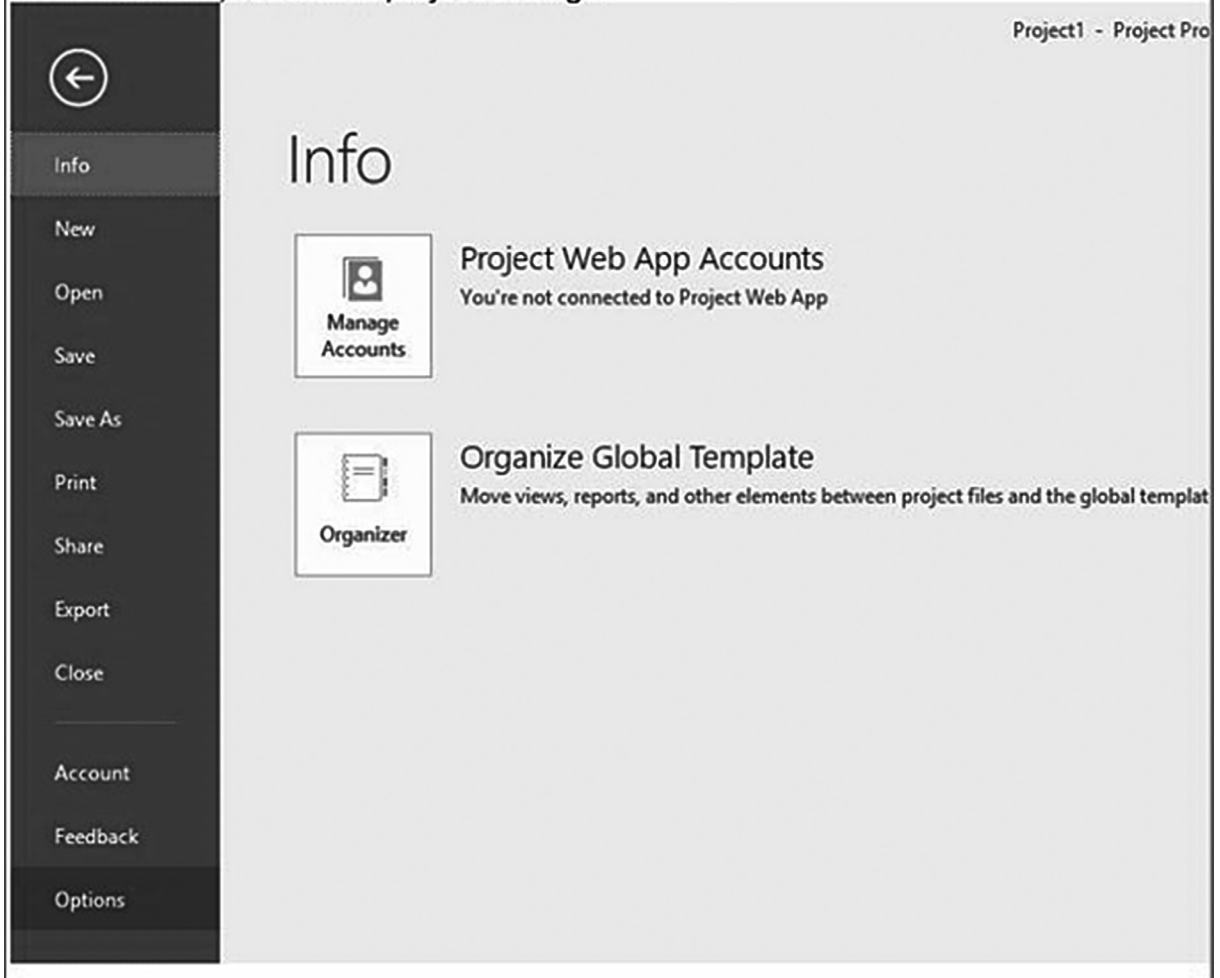 Project1 - Project Pro
Info
New
Open
Save
Save As
Print
Share
Export
Close
Account
Feedback
Options
Info
Manage
Accounts
Project Web App Accounts
You're not connected to Project Web App
Organizer
Organize Global Template
Move views, reports, and other elements between project files and the global templat